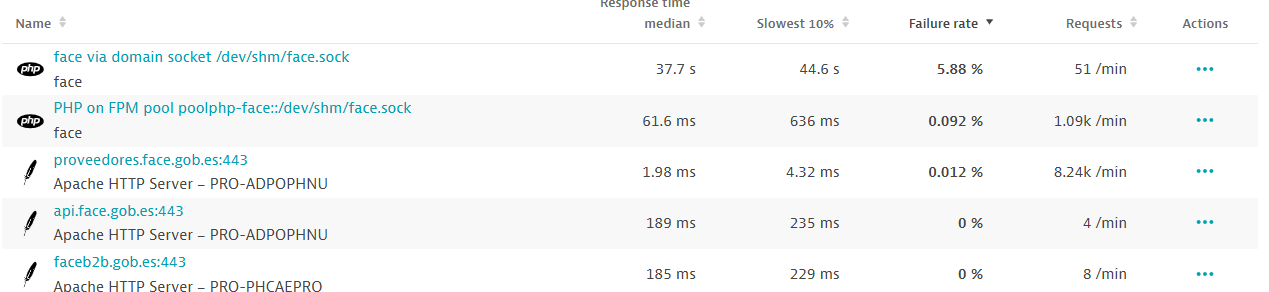 Response time
Name median Slowest 10% Failure rate Requests Actions
php face via domain socket /dev/shm/face.sock 37.7 s 44.6 s 5.88 % 51 /min
face
php PHP on FPM pool poolphp-face::/dev/shm/face.sock 61.6 ms 636 ms 0.092 % 1.09k /min
face
proveedores.face.gob.es:443 1.98 ms 4.32 ms 0.012 % 8.24k /min
Apache HTTP Server – PRO-ADPOPHNU
api.face.gob.es:443 189 ms 235 ms 0 % 4 /min
Apache HTTP Server – PRO-ADPOPHNU
faceb2b.gob.es:443 185 ms 229 ms 0 % 8 /min
Apache HTTP Server – PRO-PHCAEPRO